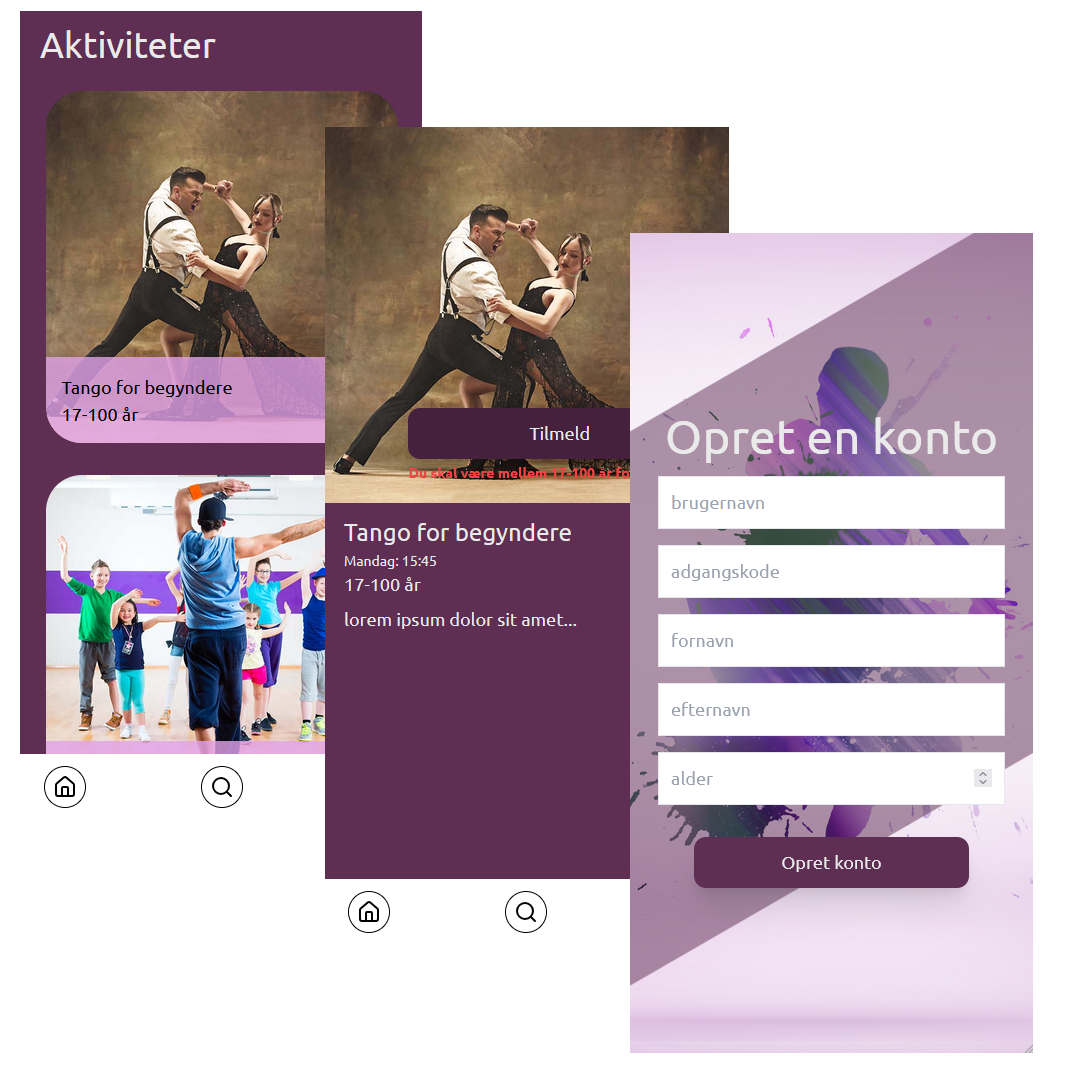 Aktiviteter
Tango for begyndere
17-100 år
Tilmeld
Du skal være mellem 17-100 år fo
Tango for begyndere
Mandag: 15:45
17-100 år
lorem ipsum dolor sit amet...
Opret en konto
brugernavn
adgangskode
fornavn
efternavn
alder
Opret konto